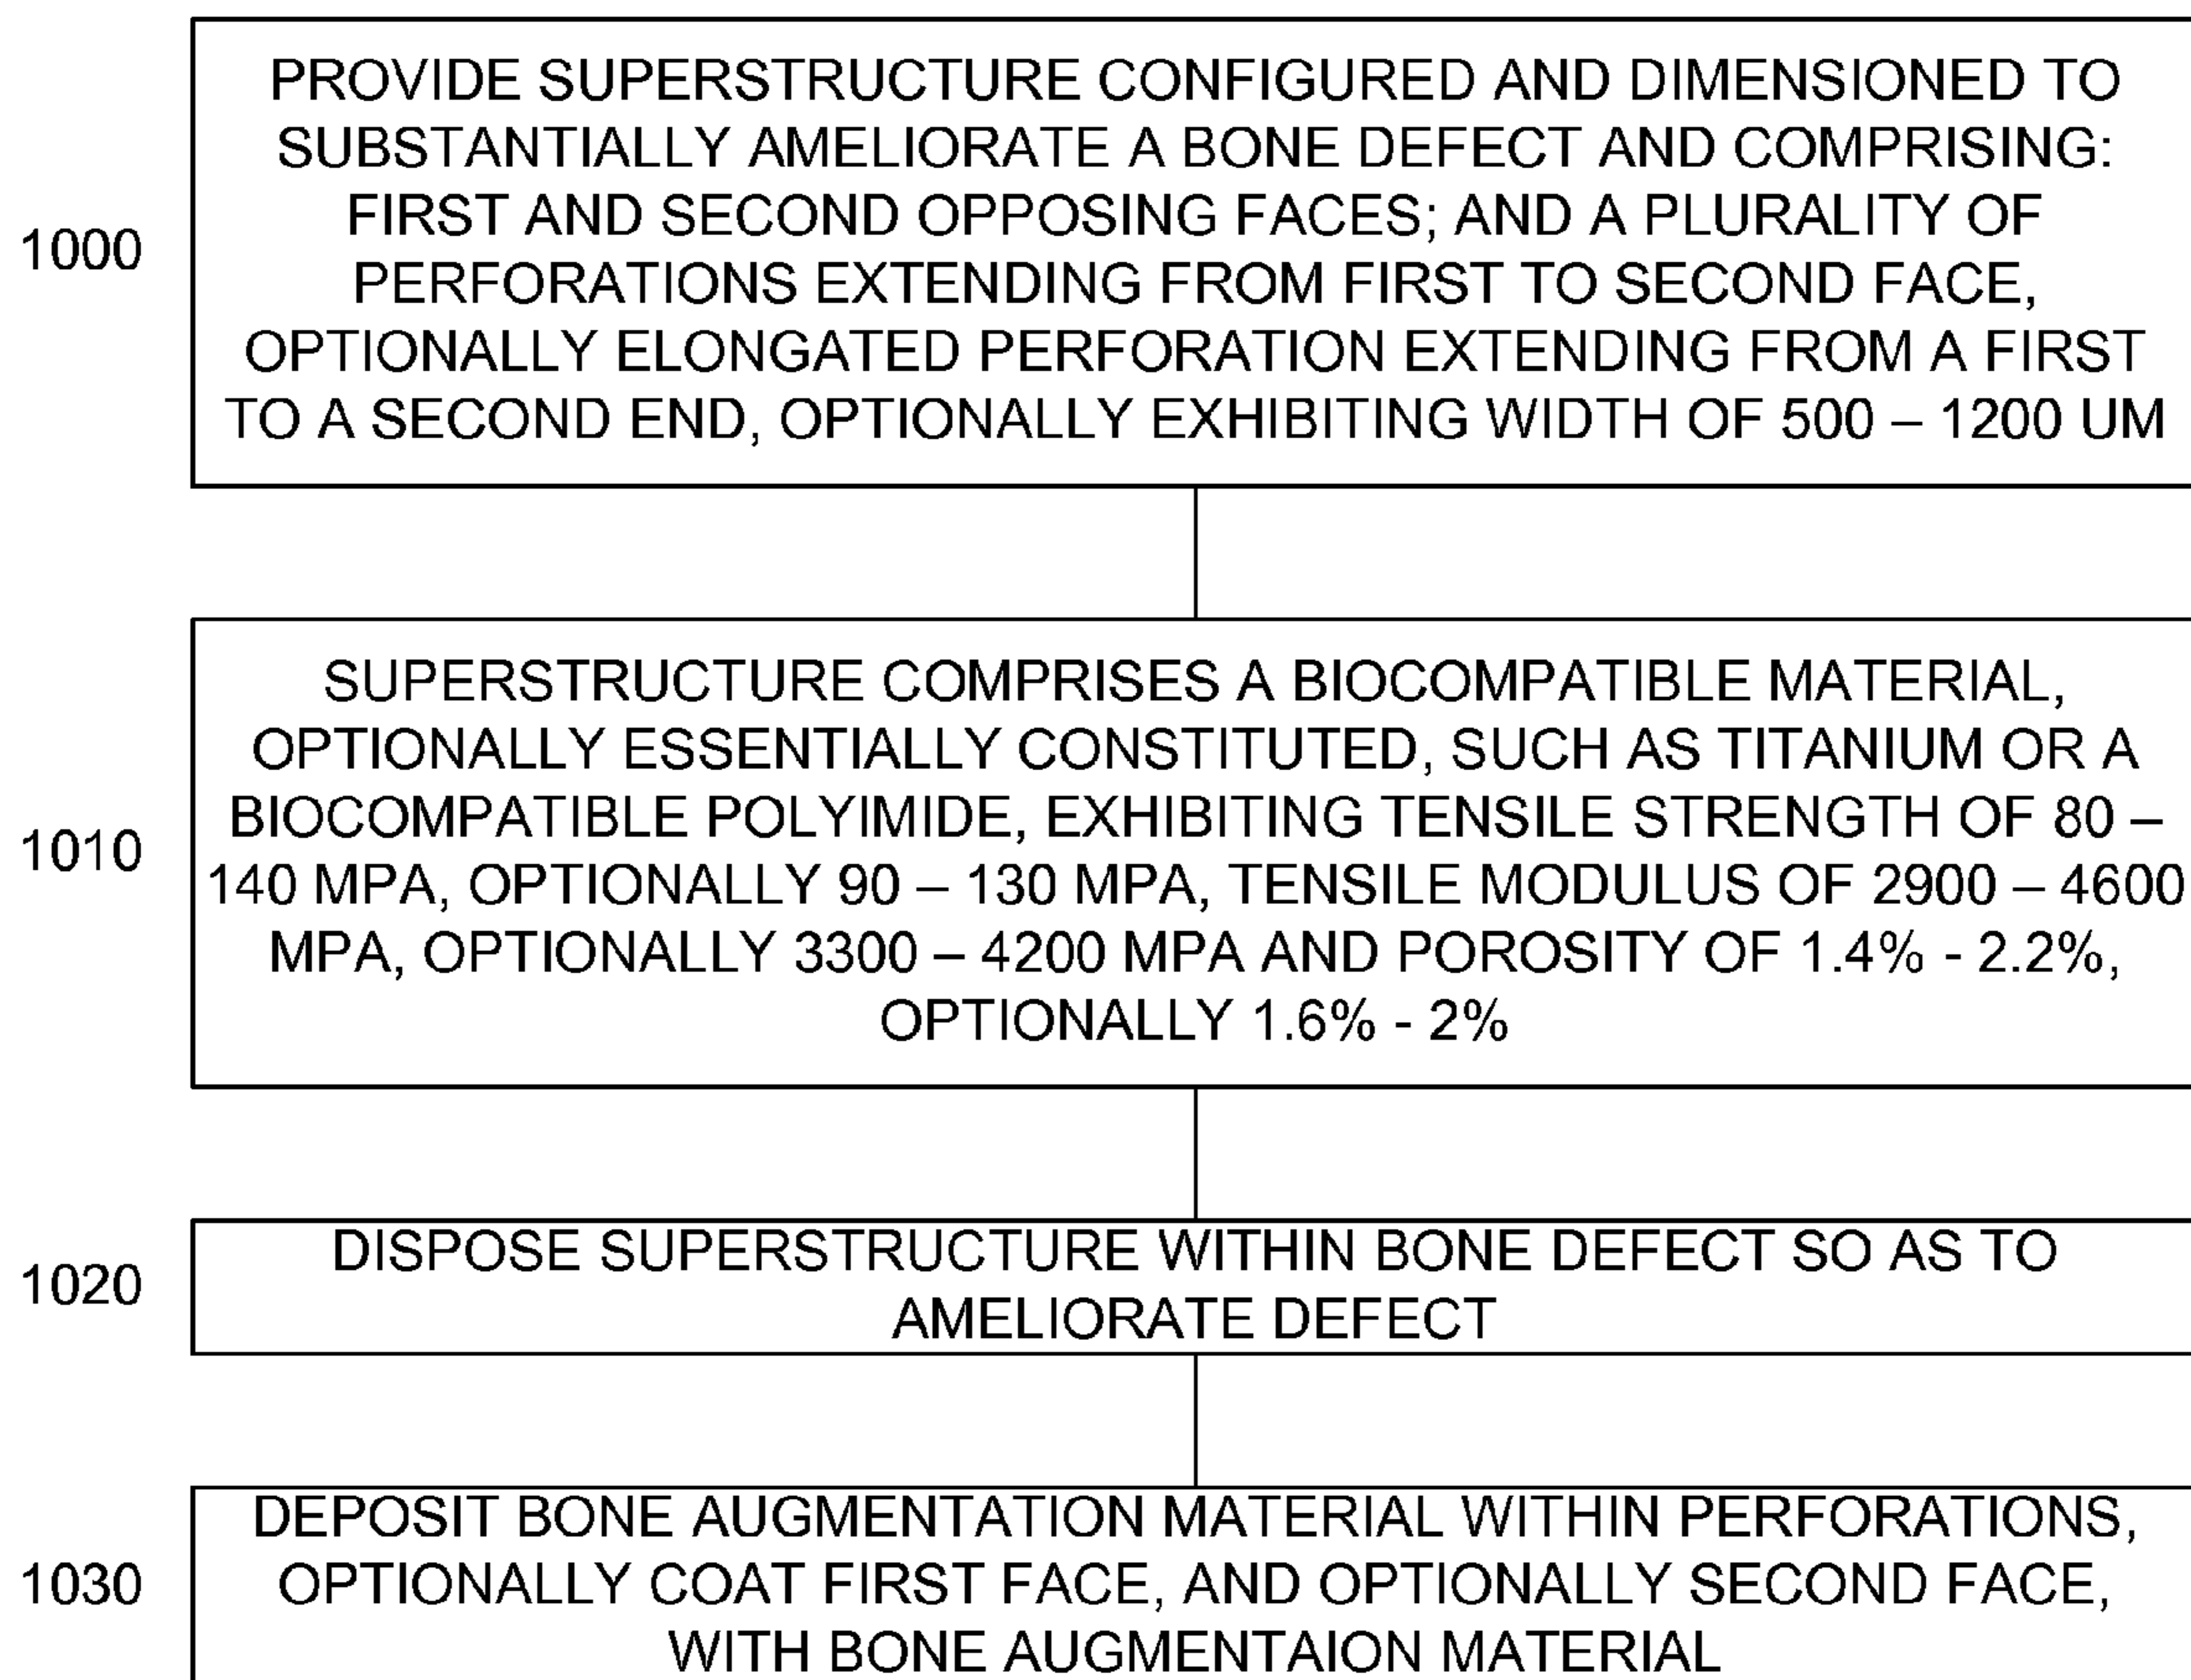 PROVIDE SUPERSTRUCTURE CONFIGURED AND DIMENSIONED TO
SUBSTANTIALLY AMELIORATE A BONE DEFECT AND COMPRISING:
FIRST AND SECOND OPPOSING FACES; AND A PLURALITY OF
1000
PERFORATIONS EXTENDING FROM FIRST TO SECOND FACE,
OPTIONALLY ELONGATED PERFORATION EXTENDING FROM A FIRST
TO A SECOND END, OPTIONALLY EXHIBITING WIDTH OF 500 – 1200 UM
SUPERSTRUCTURE COMPRISES A BIOCOMPATIBLE MATERIAL,
OPTIONALLY ESSENTIALLY CONSTITUTED, SUCH AS TITANIUM OR A
BIOCOMPATIBLE POLYIMIDE, EXHIBITING TENSILE STRENGTH OF 80 –
1010
140 MPA, OPTIONALLY 90 – 130 MPA, TENSILE MODULUS OF 2900 – 4600
MPA, OPTIONALLY 3300 – 4200 MPA AND POROSITY OF 1.4% - 2.2%,
OPTIONALLY 1.6% - 2%
1020
DISPOSE SUPERSTRUCTURE WITHIN BONE DEFECT SO AS TO
AMELIORATE DEFECT
DEPOSIT BONE AUGMENTATION MATERIAL WITHIN PERFORATIONS,
1030
OPTIONALLY COAT FIRST FACE, AND OPTIONALLY SECOND FACE,
WITH BONE AUGMENTAION MATERIAL